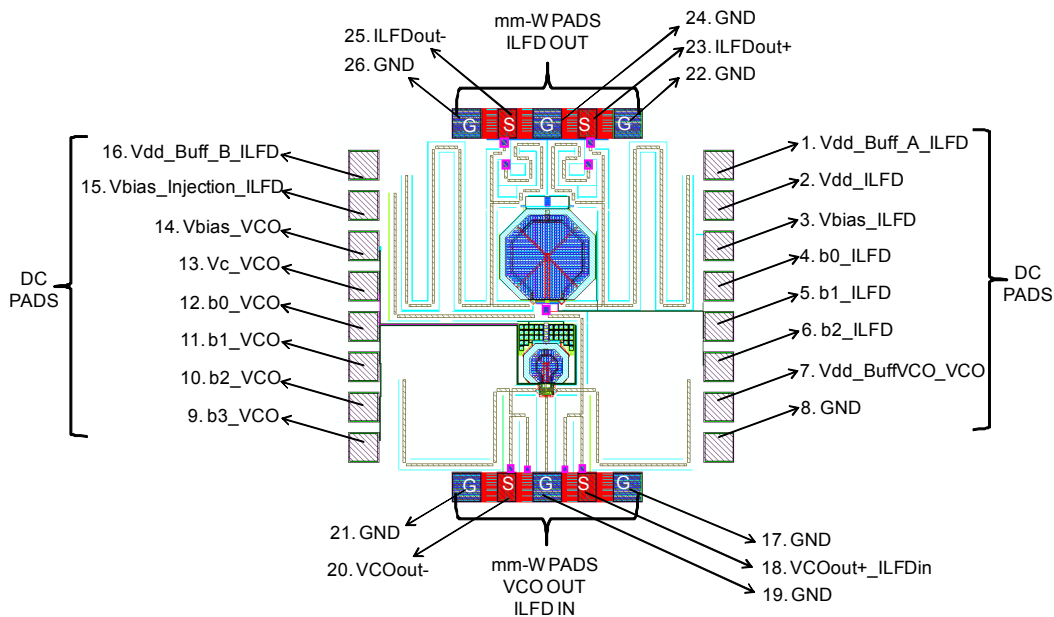 mm-W PADS
ILFD OUT
24. GND
25. ILFDout-
23. ILFDout+
26. GND
22. GND
G S G S G
16. Vdd_Buff_B_ILFD
15. Vbias_Injection_ILFD
14. Vbias_VCO
13. Vc_VCO
12. b0_VCO
11. b1_VCO
10. b2_VCO
9. b3_VCO
DC
PADS
1. Vdd_Buff_A_ILFD
2. Vdd_ILFD
3. Vbias_ILFD
4. b0_ILFD
5. b1_ILFD
6. b2_ILFD
7. Vdd_BuffVCO_VCO
8. GND
DC
PADS
G S G S G
21. GND
20. VCOout-
mm-W PADS
VCO OUT
ILFD IN
17. GND
18. VCOout+_ILFDin
19. GND